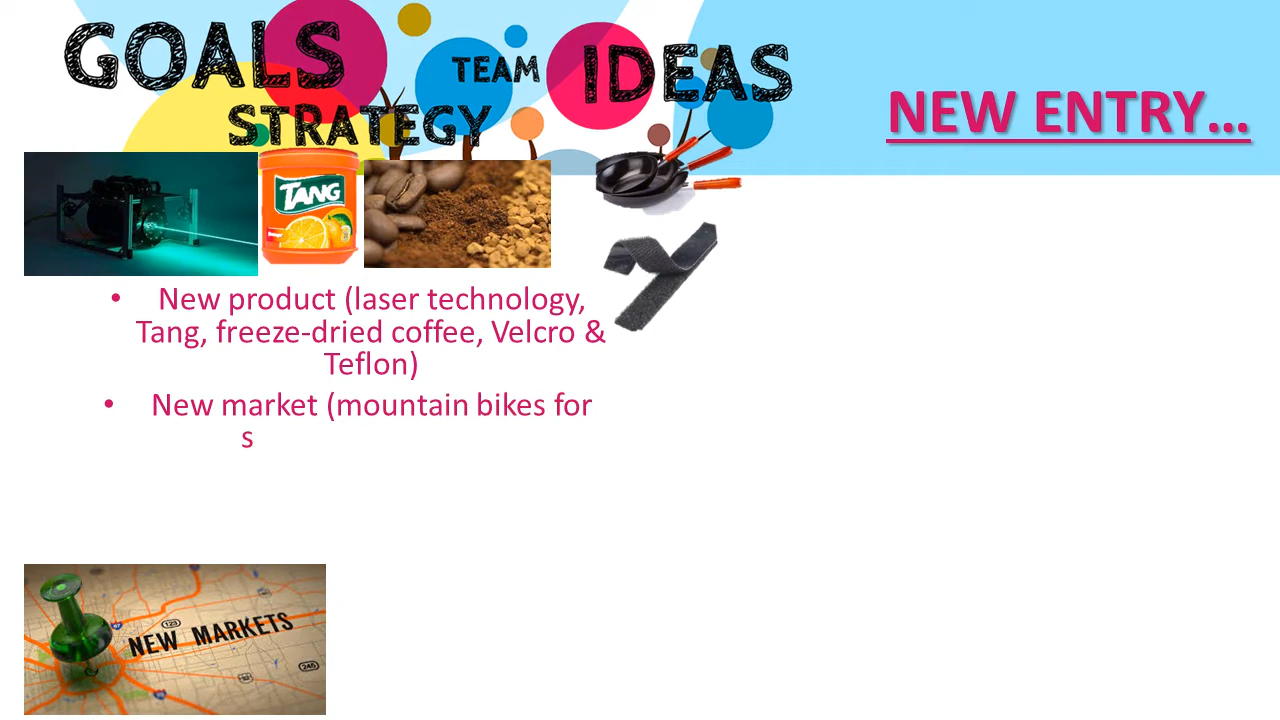 GOALS
TEAM
IDEAS
STRATEGY
NEW ENTRY...
TANG
• New product (laser technology,
Tang, freeze-dried coffee, Velcro &
Teflon)
• New market (mountain bikes for
s
123
NEW MARKETS